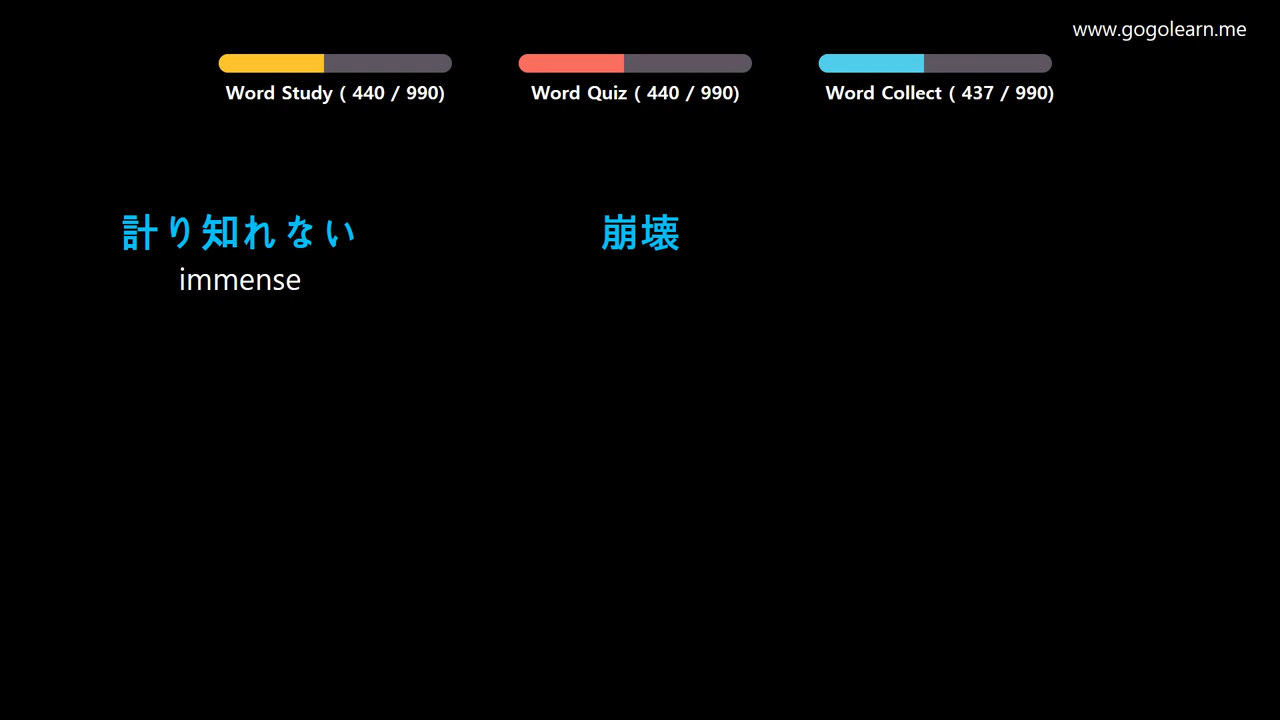 www.gogolearn.me
Word Study ( 440 / 990)
Word Quiz ( 440 / 990)
Word Collect ( 437 / 990)
計り知れない
immense
崩壊